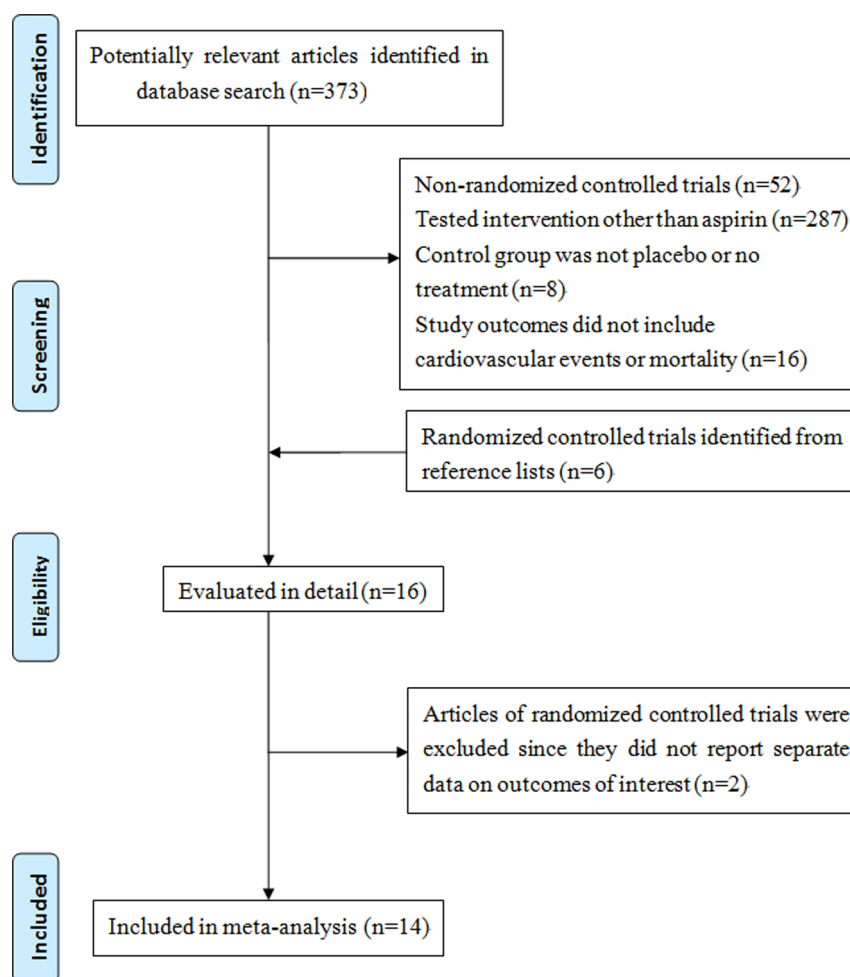 Identification
Potentially relevant articles identified in
database search (n=373)
Non-randomized controlled trials (n=52)
Tested intervention other than aspirin (n=287)
Control group was not placebo or no
treatment (n=8)
Study outcomes did not include
cardiovascular events or mortality (n=16)
Screening
Randomized controlled trials identified from
reference lists (n=6)
Eligibility
Evaluated in detail (n=16)
Articles of randomized controlled trials were
excluded since they did not report separate
data on outcomes of interest (n=2)
Included
Included in meta-analysis (n=14)